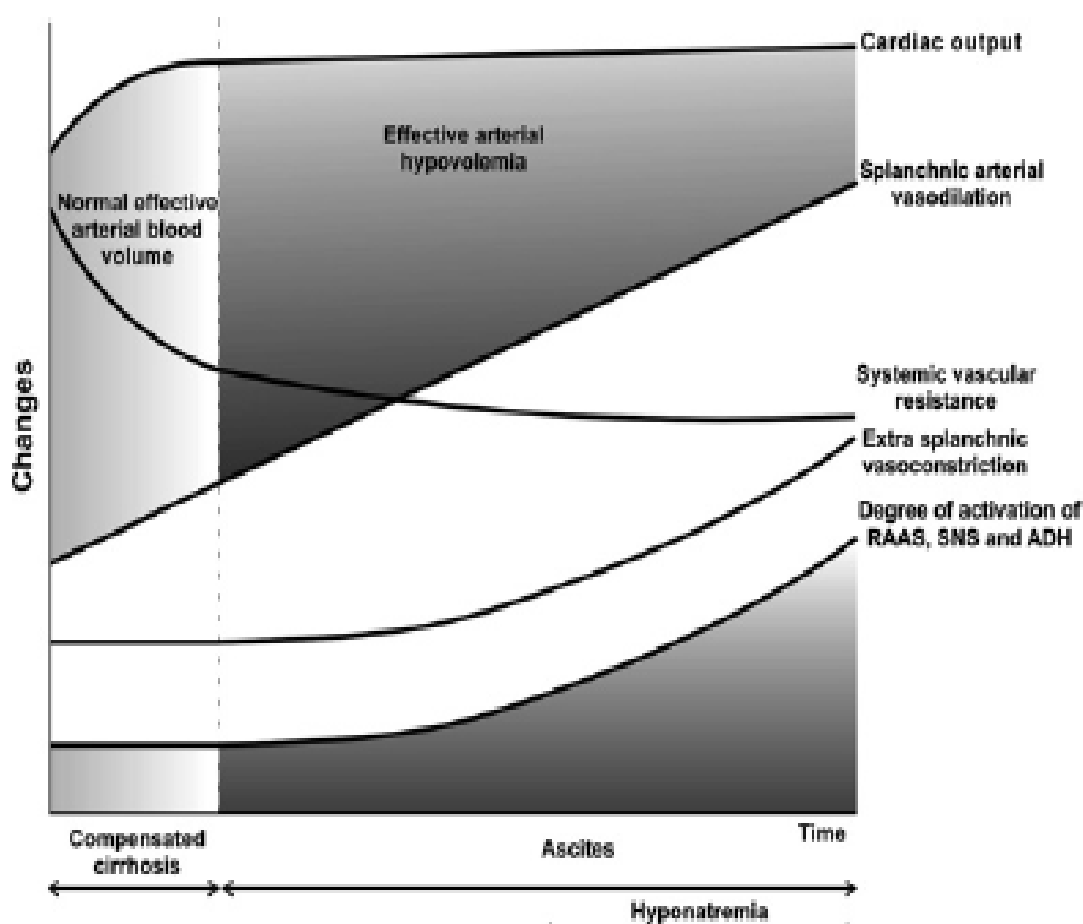 Cardiac output
Effective arterial
hypovolemia
Splanchnic arterial
vasodilation
Normal effective
arterial blood
volume
Changes
Systemic vascular
resistance
Extra splanchnic
vasoconstriction
Degree of activation of
RAAS, SNS and ADH
Time
Compensated
cirrhosis
Ascites
Hyponatremia